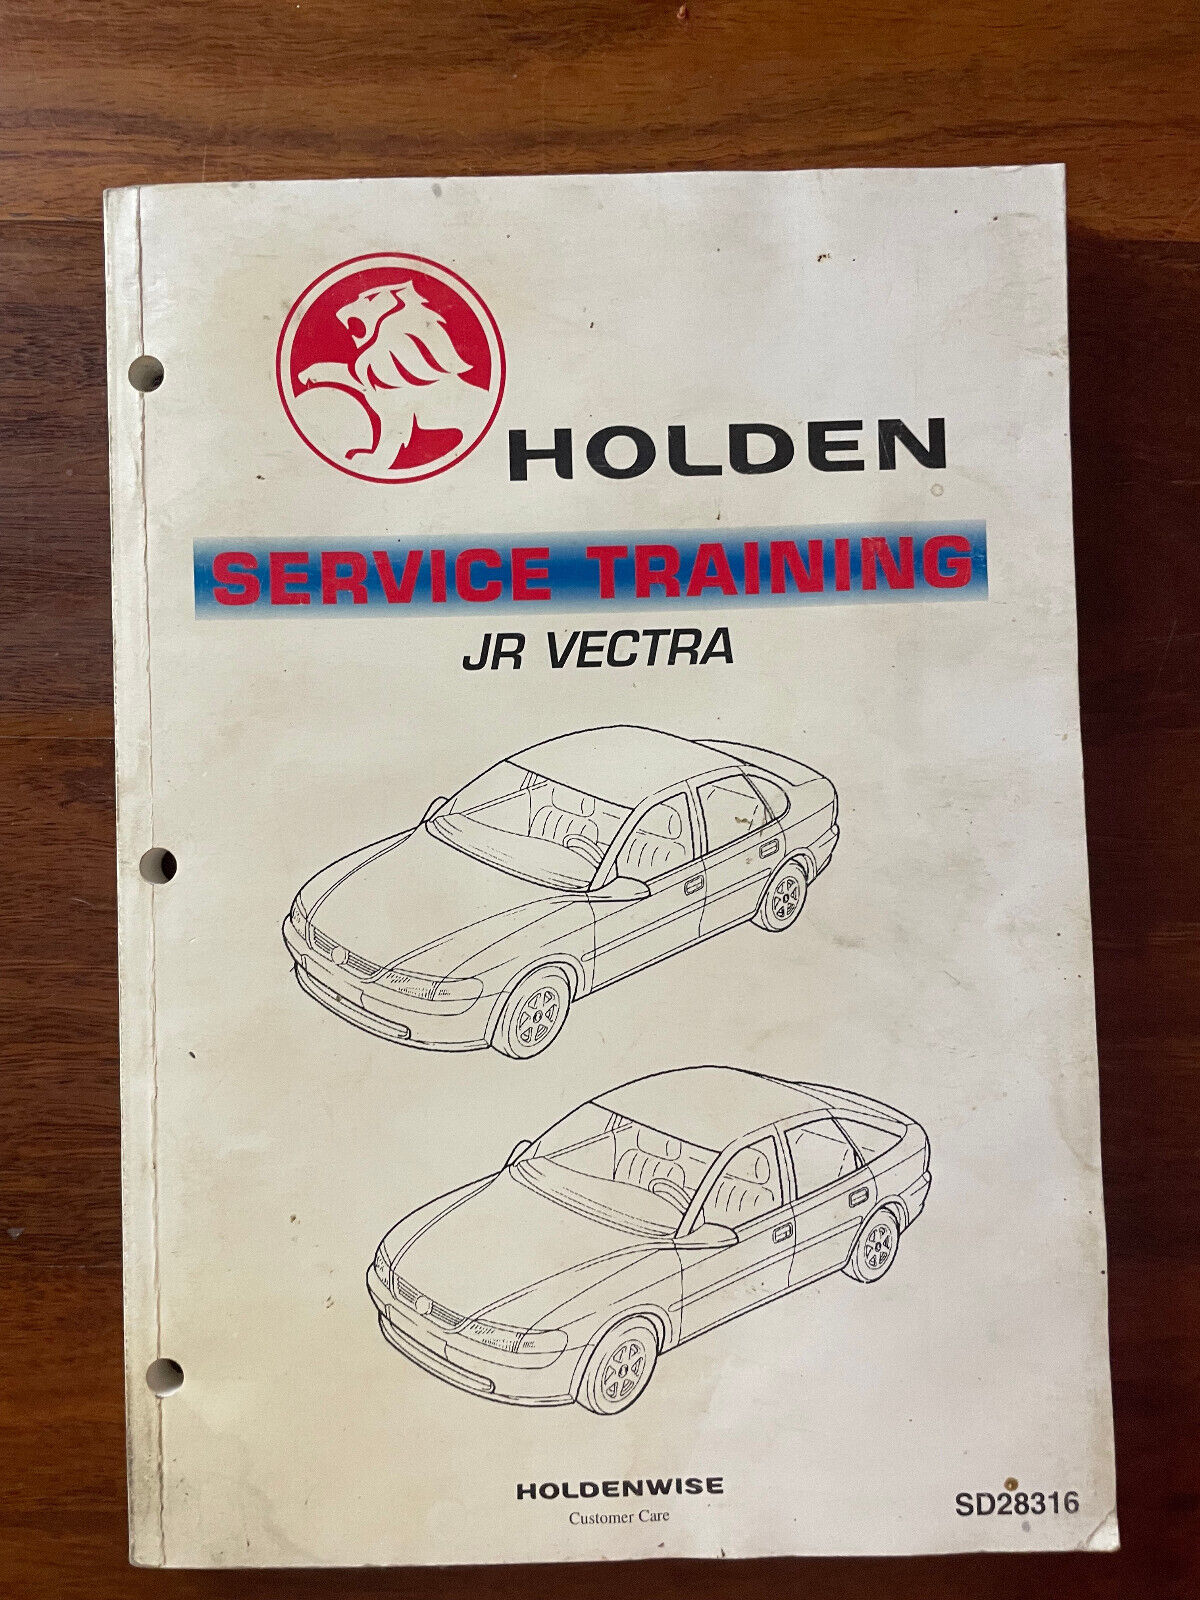 HOLDEN
SERVICE TRAINING
JR VECTRA
HOLDENWISE
Customer Care
SD28316